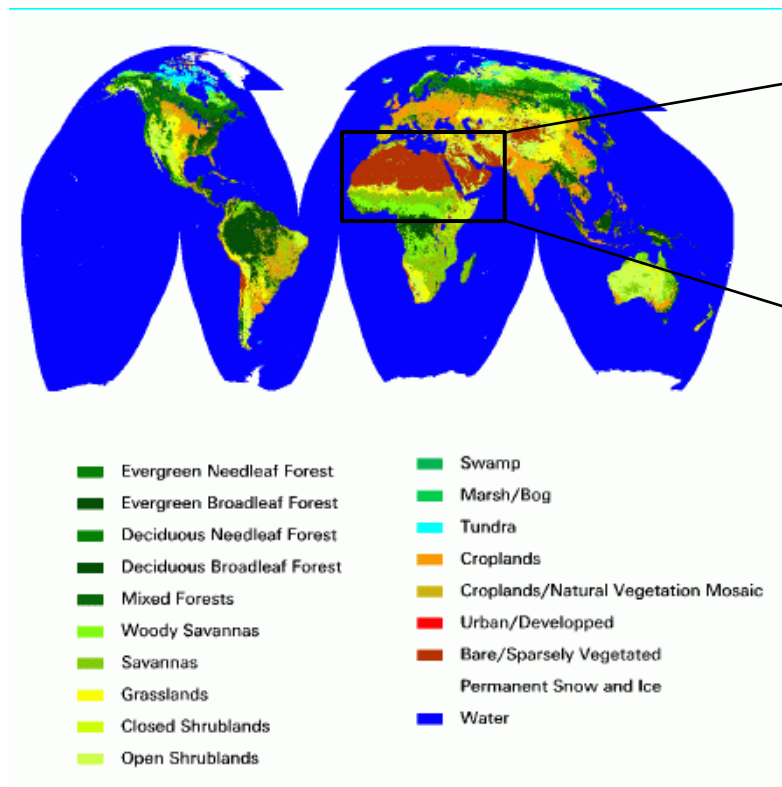 Evergreen Needleaf Forest
Evergreen Broadleaf Forest
Deciduous Needleaf Forest
Deciduous Broadleaf Forest
Mixed Forests
Woody Savannas
Savannas
Grasslands
Closed Shrublands
Open Shrublands
Swamp
Marsh/Bog
Tundra
Croplands
Croplands/Natural Vegetation Mosaic
Urban/Developped
Bare/Sparsely Vegetated
Permanent Snow and Ice
Water